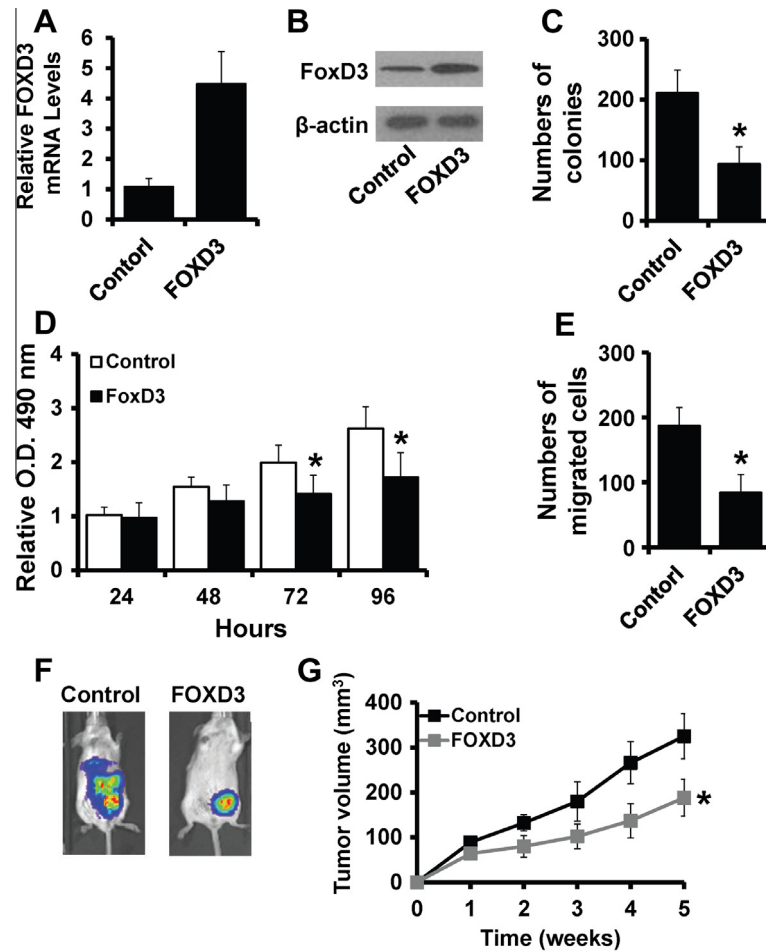 A
Relative FOXD3
mRNA Levels
6
5
4
3
2
1
0
Contorl
FOXD3
B
FoxD3
β-actin
Control
FOXD3
C
Numbers of
colonies
300
200
100
0
*
Control
FOXD3
D
Relative O.D. 490 nm
4
3
2
1
0
Control
FoxD3
*
*
24 48 72 96
Hours
E
Numbers of
migrated cells
300
200
100
0
*
Contorl
FOXD3
F
Control FOXD3
G
Tumor volume (mm³)
400
300
200
100
0
Control
FOXD3
*
0 1 2 3 4 5
Time (weeks)